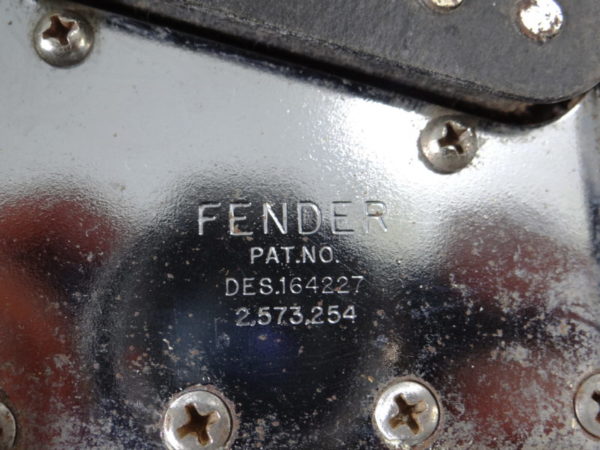 FENDER
PAT.NO.
DES.164227
2,573,254